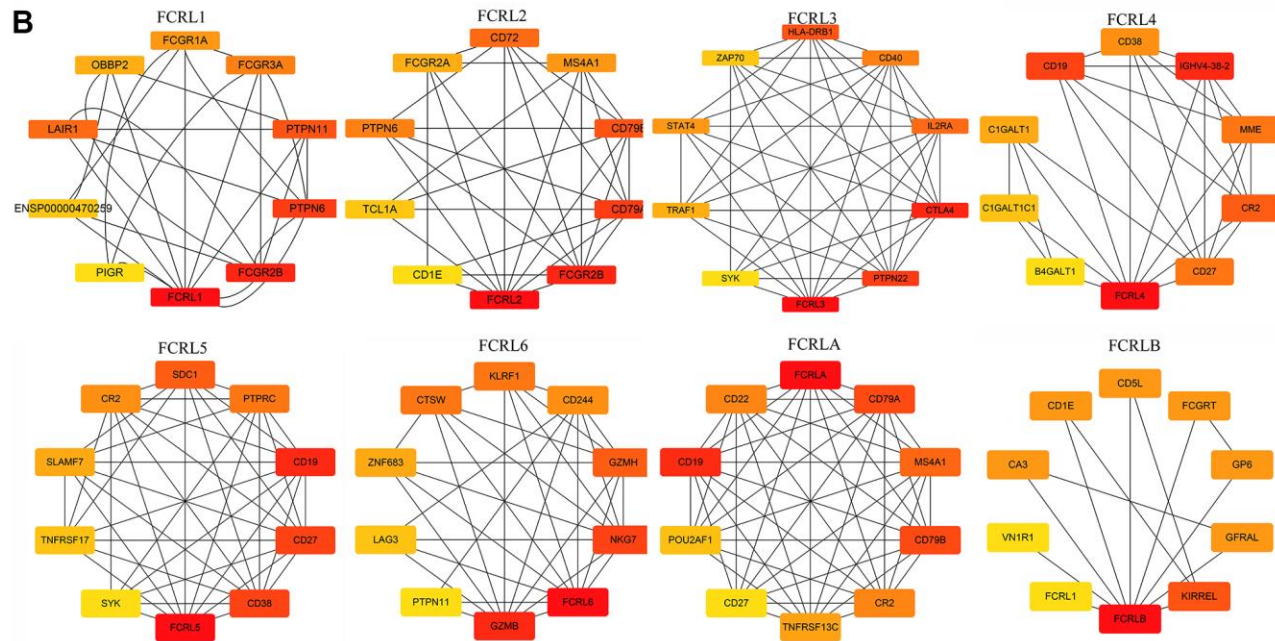 B
FCRL1
FCGR1A
OBBP2
FCGR3A
LAIR1
PTPN11
ENSP00000470259
PTPN6
PIGR
FCGR2B
FCRL1
FCRL2
CD72
FCGR2A
MS4A1
PTPN6
CD79B
TCL1A
CD79A
CD1E
FCGR2B
FCRL2
FCRL3
HLA-DRB1
ZAP70
CD40
STAT4
IL2RA
TRAF1
CTLA4
SYK
PTPN22
FCRL3
FCRL4
CD38
CD19
IGHV4-38-2
C1GALT1
MME
C1GALT1C1
CR2
B4GALT1
CD27
FCRL4
FCRL5
SDC1
CR2
PTPRC
SLAMF7
CD19
TNFRSF17
CD27
SYK
CD38
FCRL5
FCRL6
KLRF1
CTSW
CD244
ZNF683
GZMH
LAG3
NKG7
PTPN11
FCRL6
GZMB
FCRLA
FCRLA
CD22
CD79A
CD19
MS4A1
POU2AF1
CD79B
CD27
CR2
TNFRSF13C
FCRLB
CD5L
CD1E
FCGRT
CA3
GP6
VN1R1
GFRAL
FCRL1
KIRREL
FCRLB